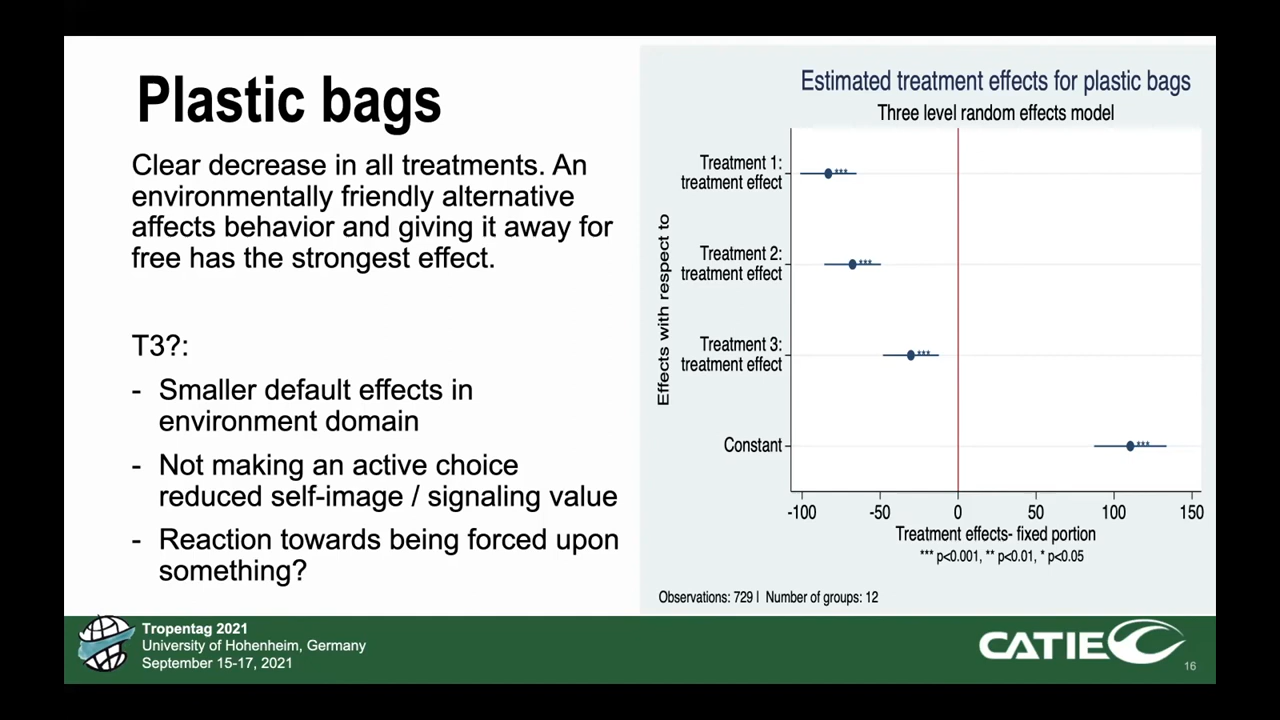 Plastic bags
Clear decrease in all treatments. An
environmentally friendly alternative
affects behavior and giving it away for
free has the strongest effect.
T3?:
- Smaller default effects in
environment domain
- Not making an active choice
reduced self-image / signaling value
- Reaction towards being forced upon
something?
Estimated treatment effects for plastic bags
Three level random effects model
Effects with respect to
Treatment 1:
treatment effect
***
Treatment 2:
treatment effect
***
Treatment 3:
treatment effect
***
Constant
***
-100 -50 0 50 100 150
Treatment effects- fixed portion
*** p<0.001, ** p<0.01, * p<0.05
Observations: 729 | Number of groups: 12
Tropentag 2021
University of Hohenheim, Germany
September 15-17, 2021
CATIE
16